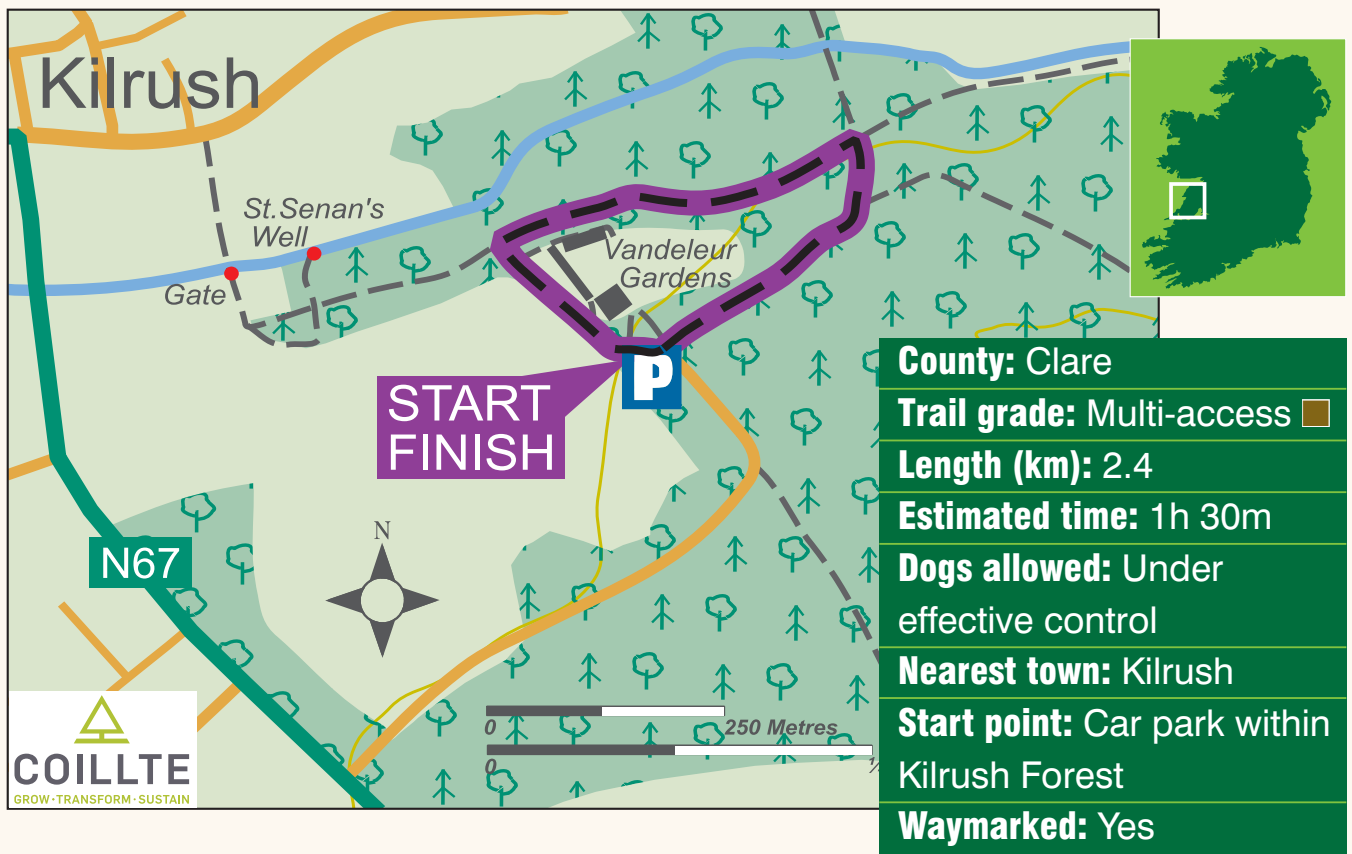 Kilrush
St.Senan's
Well
Gate
Vandeleur
Gardens
START
FINISH
P
N67
N
0
250 Metres
0
COILLTE
GROW·TRANSFORM·SUSTAIN
County: Clare
Trail grade: Multi-access
Length (km): 2.4
Estimated time: 1h 30m
Dogs allowed: Under
effective control
Nearest town: Kilrush
Start point: Car park within
Kilrush Forest
Waymarked: Yes